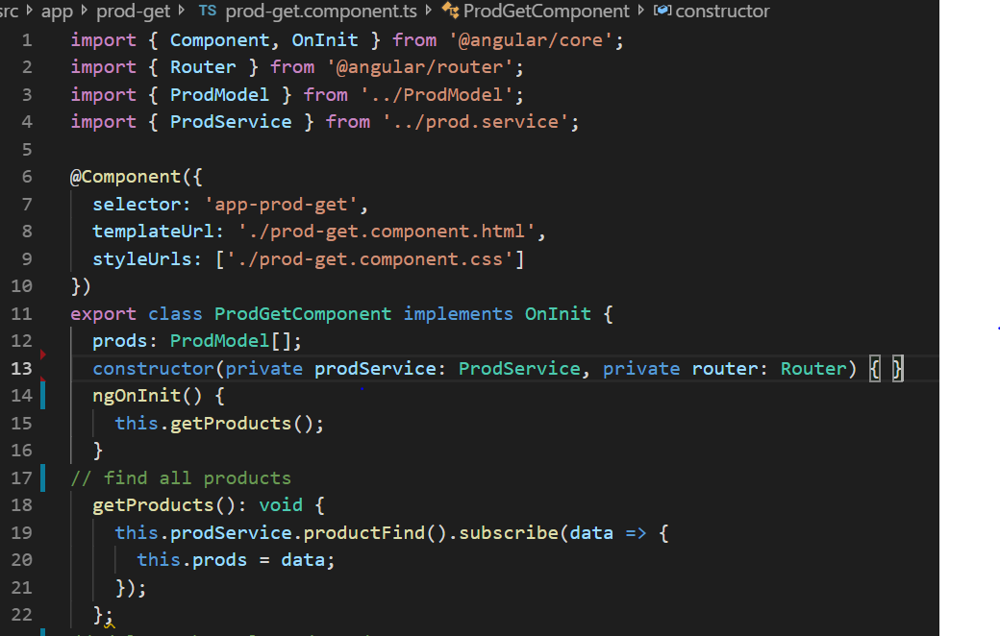 src › app › prod-get › TS prod-get.component.ts › ProdGetComponent › constructor
1 import { Component, OnInit } from '@angular/core';
2 import { Router } from '@angular/router';
3 import { ProdModel } from '../ProdModel';
4 import { ProdService } from '../prod.service';
5
6 @Component({
7 selector: 'app-prod-get',
8 templateUrl: './prod-get.component.html',
9 styleUrls: ['./prod-get.component.css']
10 })
11 export class ProdGetComponent implements OnInit {
12 prods: ProdModel[];
13 constructor(private prodService: ProdService, private router: Router) { }
14 ngOnInit() {
15 this.getProducts();
16 }
17 // find all products
18 getProducts(): void {
19 this.prodService.productFind().subscribe(data => {
20 this.prods = data;
21 });
22 };